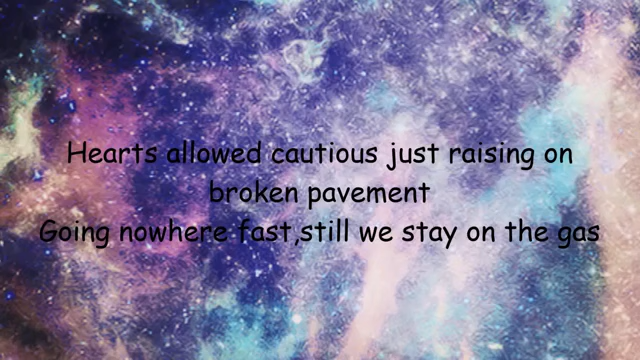 Hearts allowed cautious just raising on
broken pavement
Going nowhere fast,still we stay on the gas